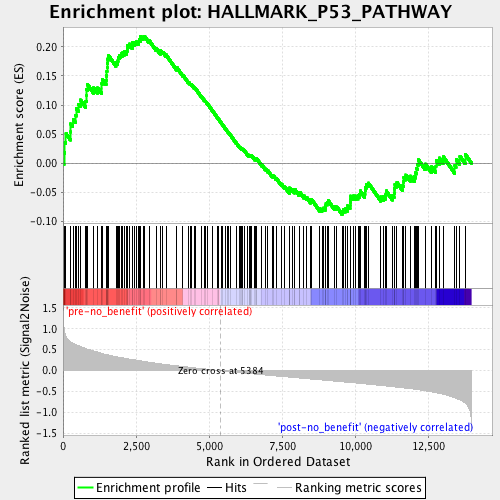 Enrichment plot: HALLMARK_P53_PATHWAY
Enrichment score (ES)
0.20
0.15
0.10
0.05
0.00
-0.05
-0.10
'pre-no_benefit' (positively correlated)
Ranked list metric (Signal2Noise)
1.5
1.0
0.5
0.0
-0.5
-1.0
-1.5
Zero cross at 5384
'post-no_benefit' (negatively correlated)
0
2,500
5,000
7,500
10,000
12,500
Rank in Ordered Dataset
Enrichment profile
Hits
Ranking metric scores